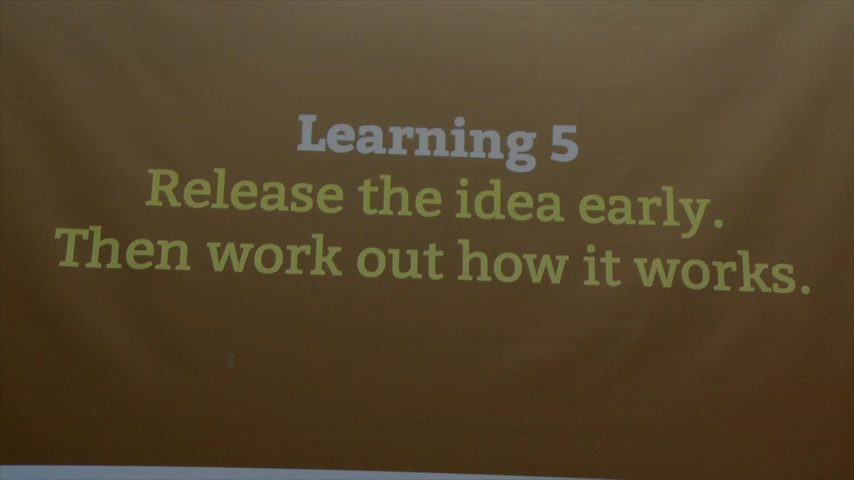 Learning 5
Release the idea early.
Then work out how it works.